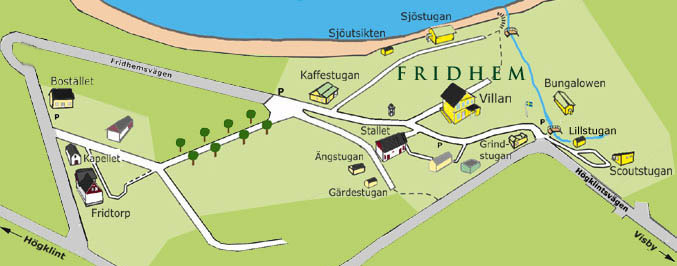 Sjöstugan
Sjöutsikten
Fridhemsvägen
Bostället
Kaffestugan
FRIDHEM
Bungalowen
P
Villan
P
Stallet
P
P
Lillstugan
Grind-
stugan
Kapellet
Ängstugan
Scoutstugan
Gärdestugan
Högklintsvägen
Fridtorp
Högklint
Visby